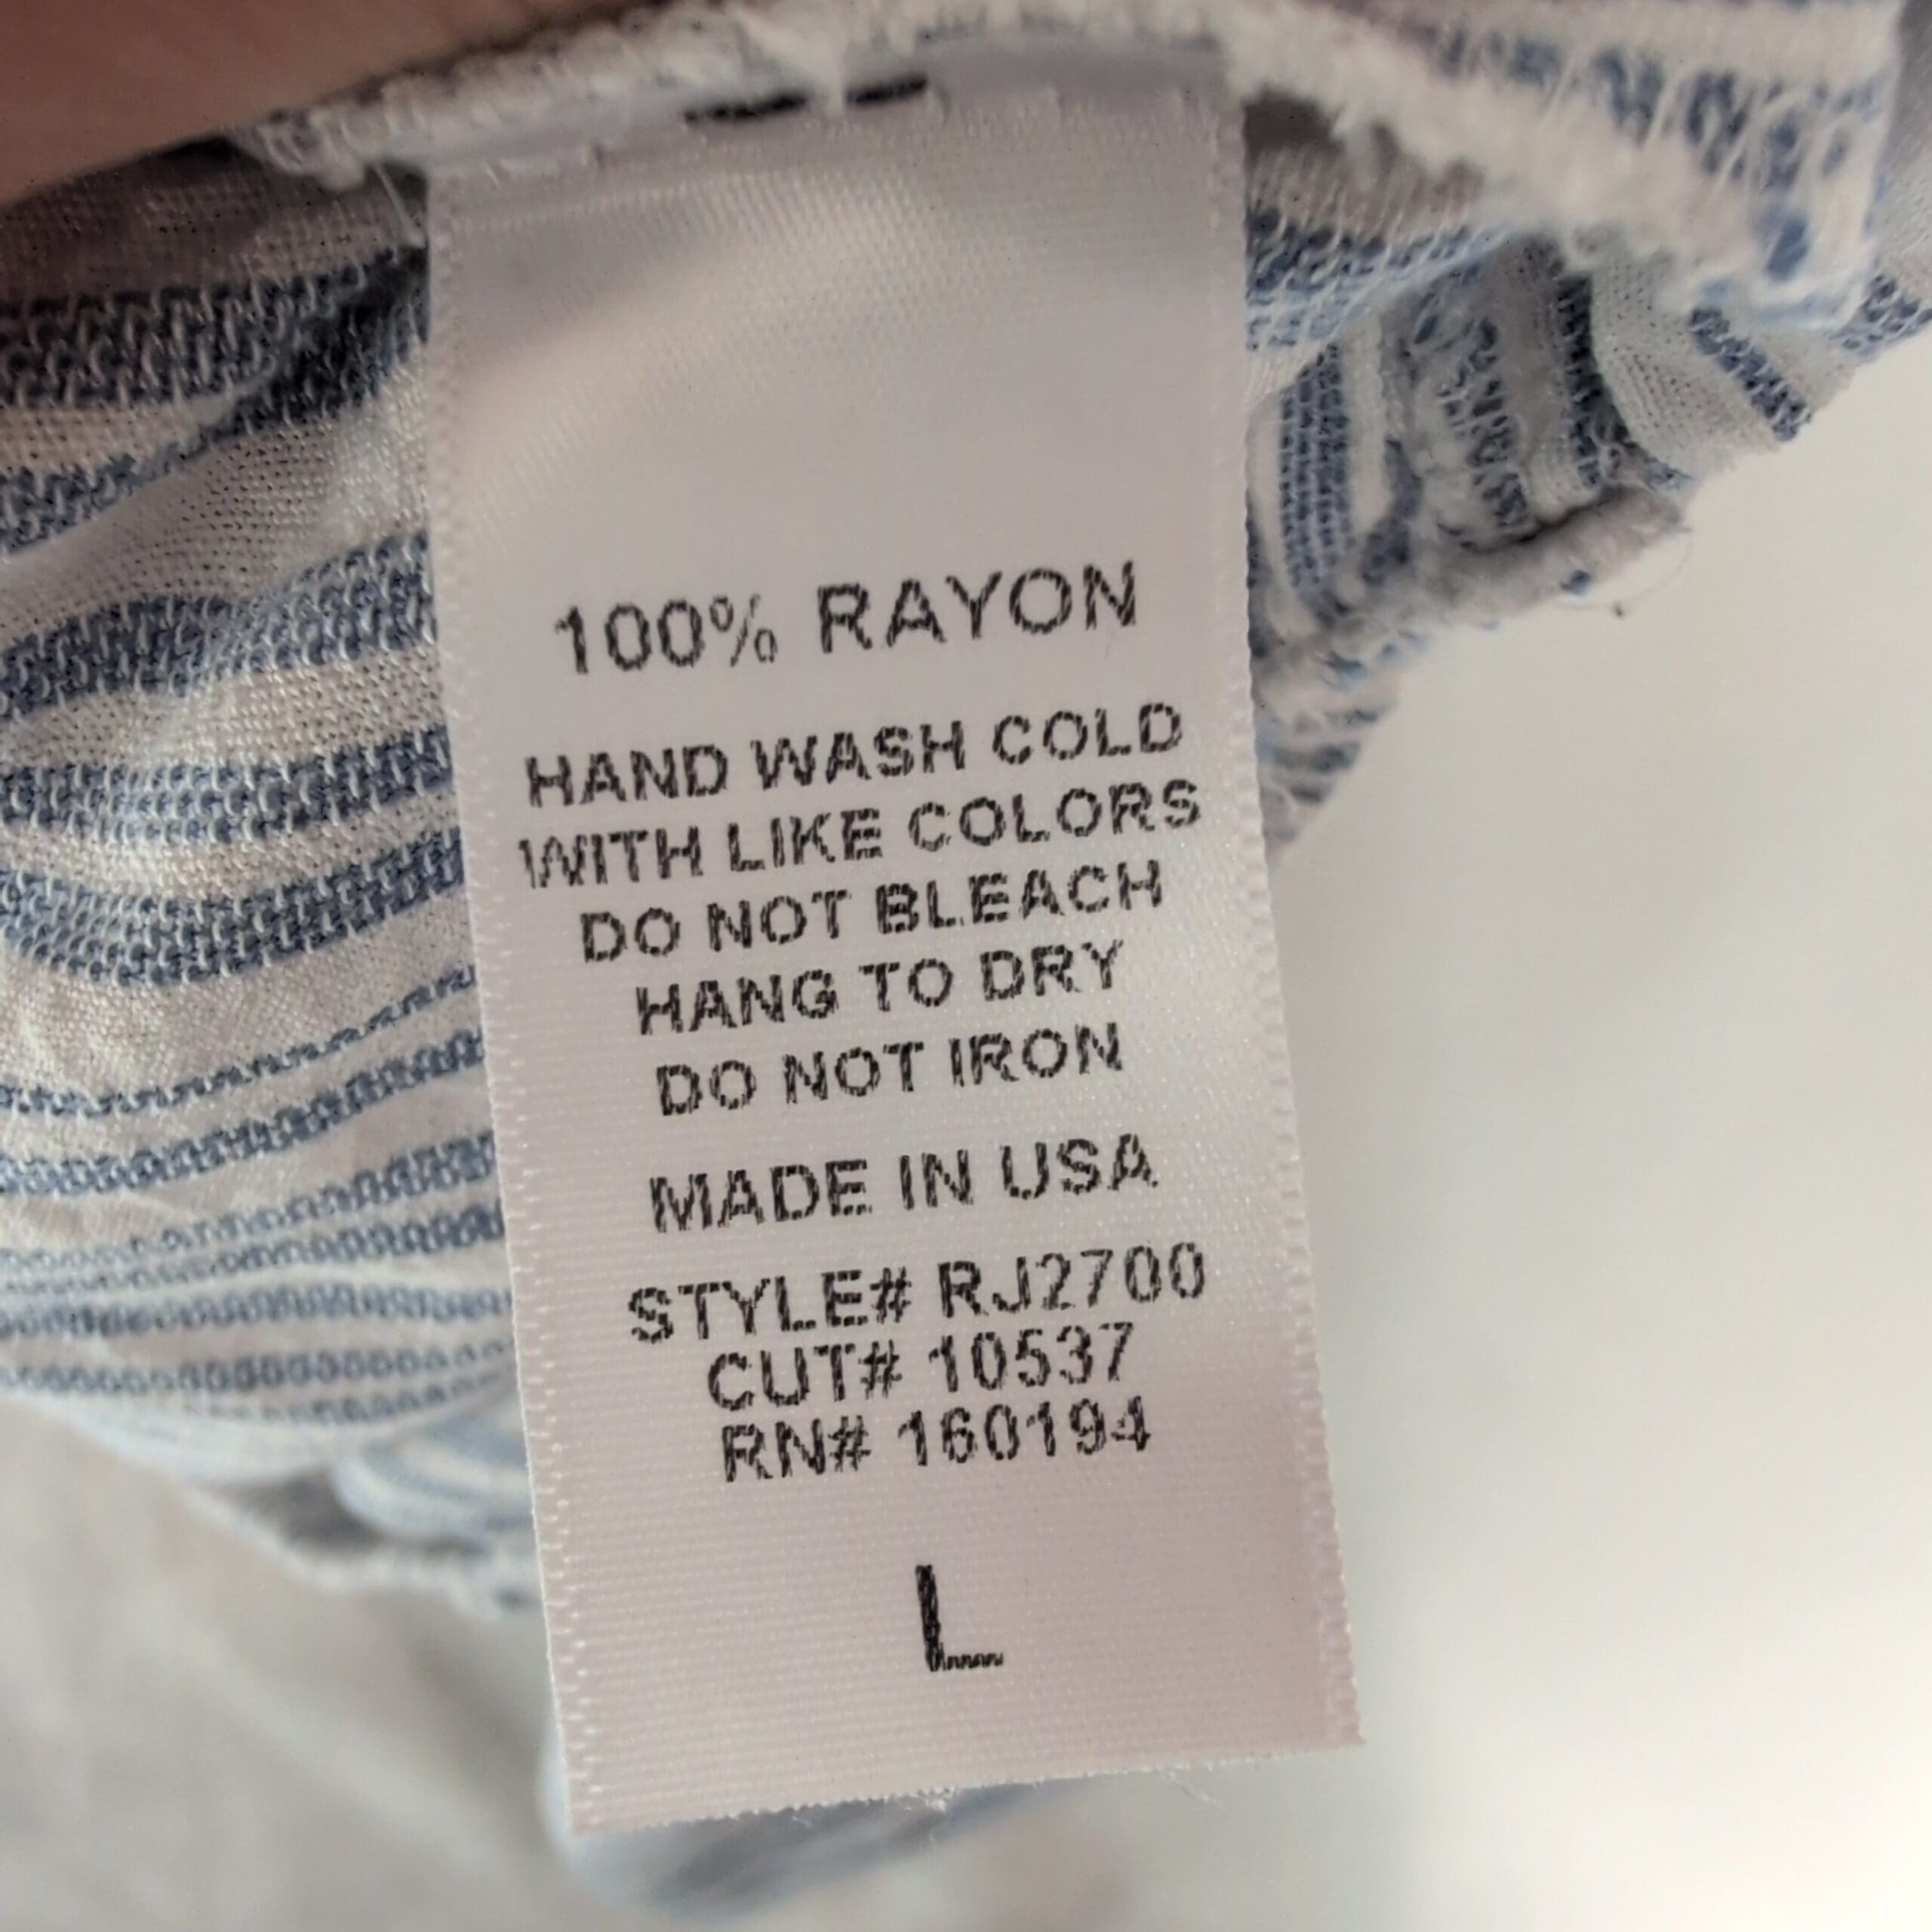 100% RAYON
HAND WASH COLD
WITH LIKE COLORS
DO NOT BLEACH
HANG TO DRY
DO NOT IRON
MADE IN USA
STYLE# RJ2700
CUT# 10537
RN# 160194
L